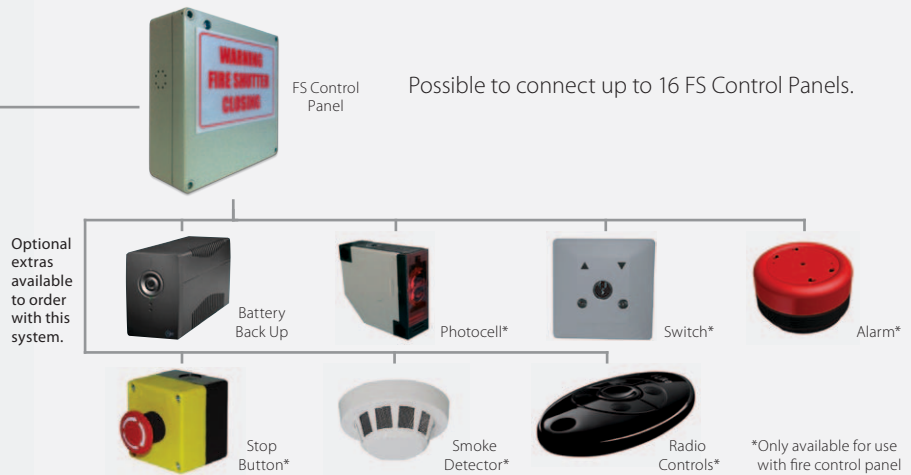 WARNING
FIRE SHUTTER
CLOSING
FS Control
Panel
Possible to connect up to 16 FS Control Panels.
Optional
extras
available
to order
with this
system.
Battery
Back Up
Photocell*
Switch*
Alarm*
Stop
Button*
Smoke
Detector*
Radio
Controls*
*Only available for use
with fire control panel